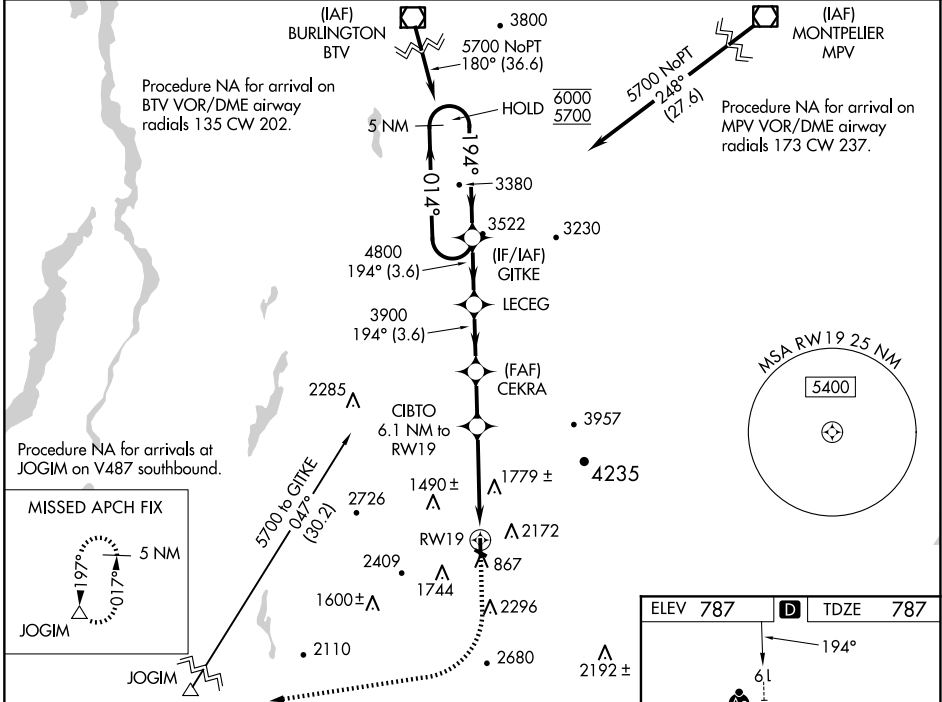 (IAF)
BURLINGTON
BTV
3800
5700 NoPT
180° (36.6)
(IAF)
MONTPELIER
MPV
5700 NoPT
248°
(27.6)
Procedure NA for arrival on
BTV VOR/DME airway
radials 135 CW 202.
HOLD
6000
5700
5 NM
Procedure NA for arrival on
MPV VOR/DME airway
radials 173 CW 237.
194°
014°
3380
3522
3230
(IF/IAF)
GITKE
4800
194° (3.6)
LECEG
3900
194° (3.6)
(FAF)
CEKRA
MSA RW19 25 NM
5400
2285
CIBTO
6.1 NM to
RW19
3957
4235
Procedure NA for arrivals at
JOGIM on V487 southbound.
5700 to GITKE
047°
(30.2)
1490 ±
1779 ±
2726
MISSED APCH FIX
5 NM
197°
017°
JOGIM
RW19
2172
867
2409
1744
1600 ±
2296
2110
2680
2192 ±
JOGIM
ELEV 787 D TDZE 787
194°